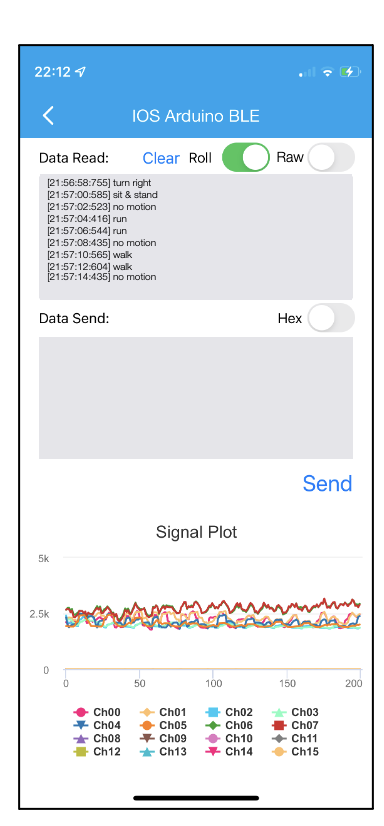 22:12
IOS Arduino BLE
Data Read: Clear Roll Raw
[21:56:58:755] turn right
[21:57:00:585] sit & stand
[21:57:02:523] no motion
[21:57:04:416] run
[21:57:06:544] run
[21:57:08:435] no motion
[21:57:10:565] walk
[21:57:12:604] walk
[21:57:14:435] no motion
Data Send: Hex
Send
Signal Plot
5k
2.5k
0
0 50 100 150 200
Ch00 Ch01 Ch02 Ch03
Ch04 Ch05 Ch06 Ch07
Ch08 Ch09 Ch10 Ch11
Ch12 Ch13 Ch14 Ch15